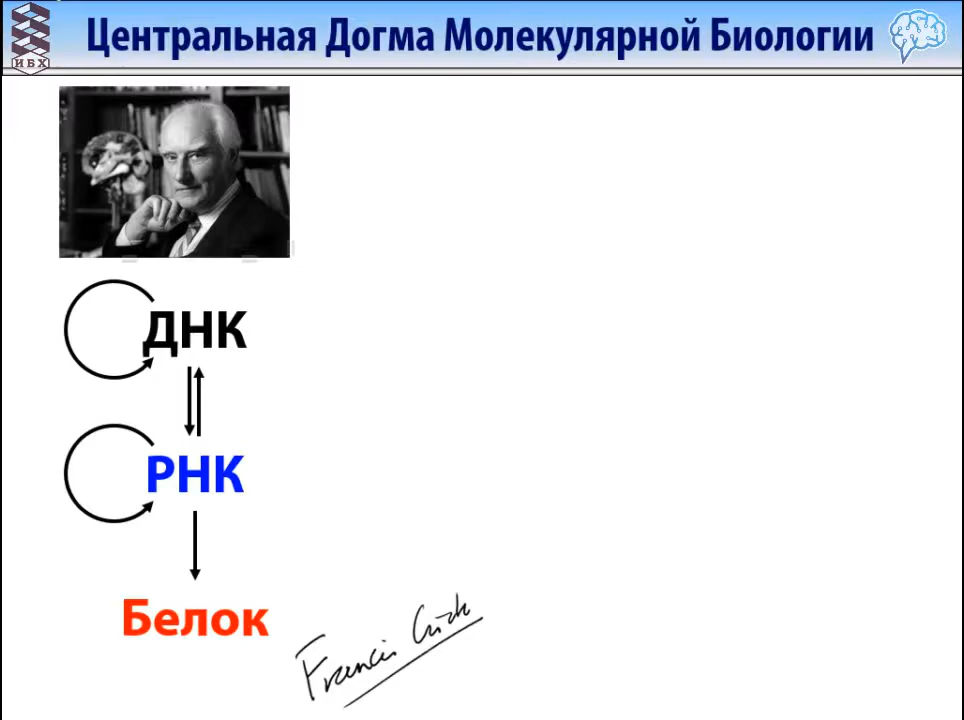 ИБХ
Центральная Догма Молекулярной Биологии
ДНК
РНК
Белок
Francis Crick